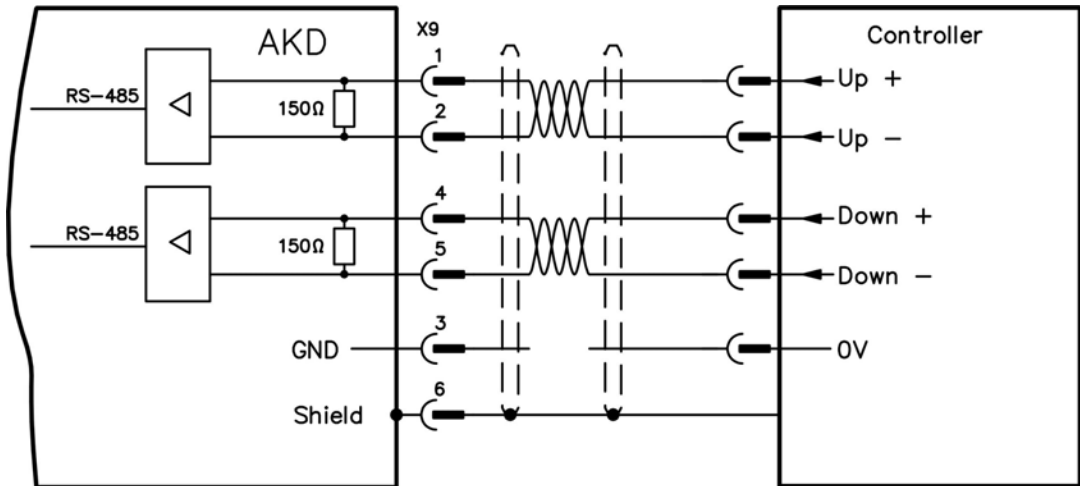 AKD
X9
Controller
1
Up +
RS-485
150Ω
2
Up -
4
Down +
RS-485
150Ω
5
Down -
3
GND
0V
6
Shield